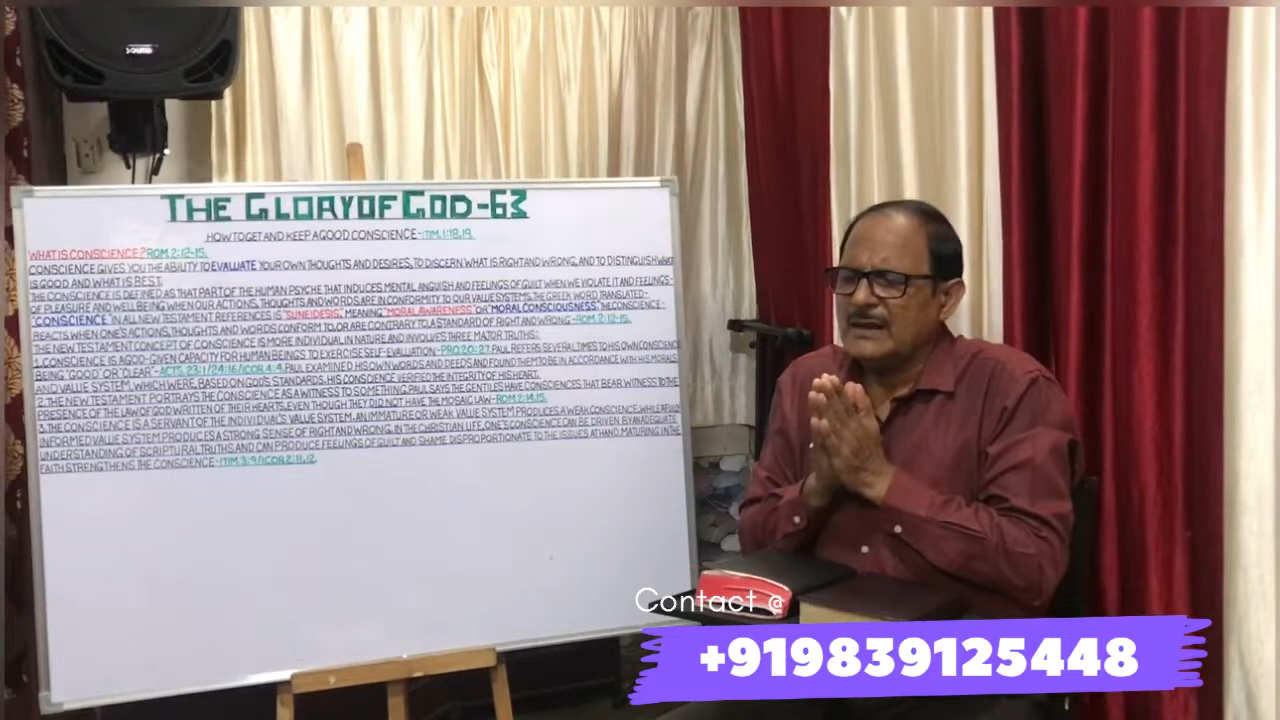 THE GLORY OF GOD-63
HOW TO GET AND KEEP A GOOD CONSCIENCE-1TIM.1:18,19.
WHAT IS CONSCIENCE? ROM.2:12-15.
CONSCIENCE GIVES YOU THE ABILITY TO EVALUATE YOUR OWN THOUGHTS AND DESIRES, TO DISCERN WHAT IS RIGHT AND WRONG, AND TO DISTINGUISH WHAT
IS GOOD AND WHAT IS BEST.
THE CONSCIENCE IS DEFINED AS THAT PART OF THE HUMAN PSYCHE THAT INDUCES MENTAL ANGUISH AND FEELINGS OF GUILT WHEN WE VIOLATE IT AND FEELINGS-
OF PLEASURE AND WELL BEING WHEN OUR ACTIONS, THOUGHTS AND WORDS ARE IN CONFORMITY TO OUR VALUE SYSTEMS. THE GREEK WORD TRANSLATED-
"CONSCIENCE" IN ALL NEW TESTAMENT REFERENCES IS "SUNEIDESIS", MEANING "MORAL AWARENESS" OR "MORAL CONSCIOUSNESS". THE CONSCIENCE-
REACTS WHEN ONE'S ACTIONS, THOUGHTS AND WORDS CONFORM TO, OR ARE CONTRARY TO, A STANDARD OF RIGHT AND WRONG-ROM.2:12-15.
THE NEW TESTAMENT CONCEPT OF CONSCIENCE IS MORE INDIVIDUAL IN NATURE AND INVOLVES THREE MAJOR TRUTHS:
1. CONSCIENCE IS A GOD-GIVEN CAPACITY FOR HUMAN BEINGS TO EXERCISE SELF-EVALUATION-PRO.20:27. PAUL REFERS SEVERAL TIMES TO HIS OWN CONSCIENCE
BEING "GOOD" OR "CLEAR"-ACTS.23:1/24:16/1COR.4:4. PAUL EXAMINED HIS OWN WORDS AND DEEDS AND FOUND THEM TO BE IN ACCORDANCE WITH HIS MORALS
AND VALUE SYSTEM, WHICH WERE, BASED ON GOD'S STANDARDS. HIS CONSCIENCE VERIFIED THE INTEGRITY OF HIS HEART.
2. THE NEW TESTAMENT PORTRAYS THE CONSCIENCE AS A WITNESS TO SOMETHING. PAUL SAYS THE GENTILES HAVE CONSCIENCES THAT BEAR WITNESS TO THE
PRESENCE OF THE LAW OF GOD WRITTEN OF THEIR HEARTS, EVEN THOUGH THEY DID NOT HAVE THE MOSAIC LAW-ROM.2:14,15.
3. THE CONSCIENCE IS A SERVANT OF THE INDIVIDUAL'S VALUE SYSTEM. AN IMMATURE OR WEAK VALUE SYSTEM PRODUCES A WEAK CONSCIENCE, WHILE A FULLY
INFORMED VALUE SYSTEM PRODUCES A STRONG SENSE OF RIGHT AND WRONG. IN THE CHRISTIAN LIFE, ONE'S CONSCIENCE CAN BE DRIVEN BY AN ADEQUATE
UNDERSTANDING OF SCRIPTURAL TRUTHS AND CAN PRODUCE FEELINGS OF GUILT AND SHAME DISPROPORTIONATE TO THE ISSUES AT HAND. MATURING IN THE
FAITH STRENGTHENS THE CONSCIENCE-1TIM.3:9/1COR.2:11,12.
Contact @
+919839125448